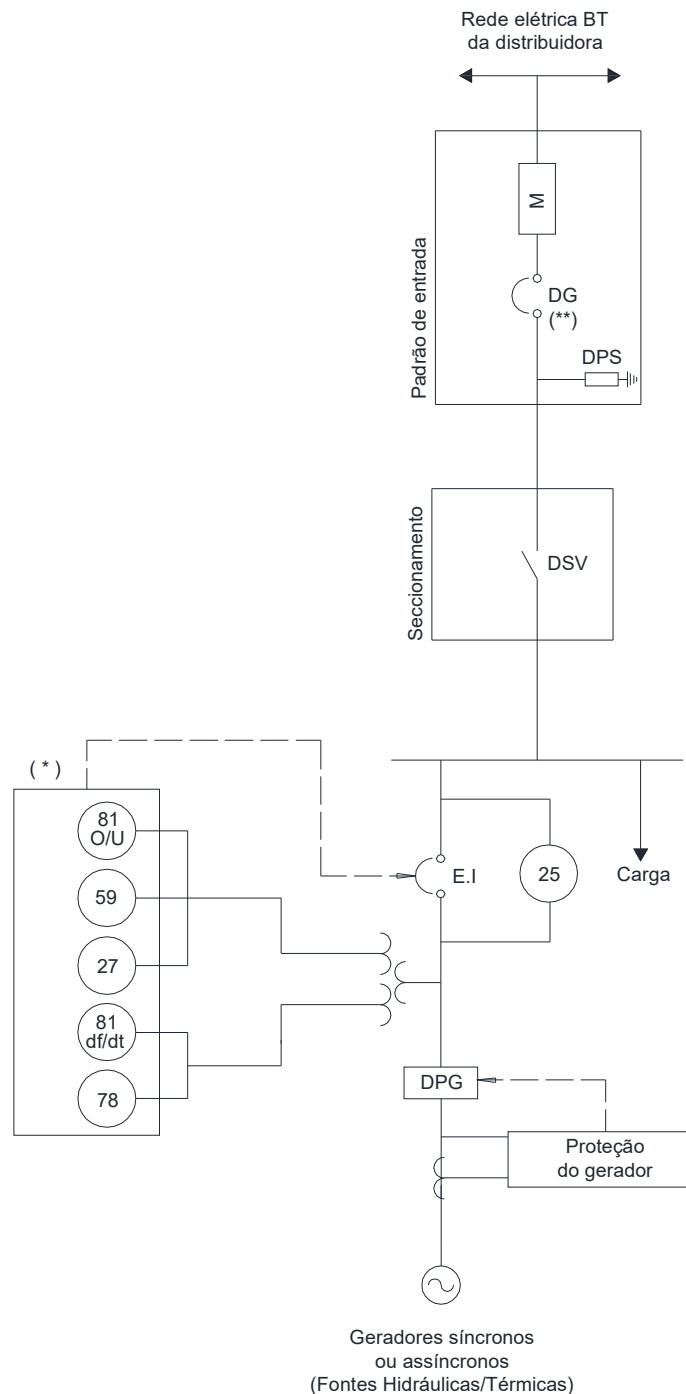 Rede elétrica BT
da distribuidora
Padrão de entrada
M
DG
(**)
DPS
Seccionamento
DSV
( * )
81
O/U
59
27
81
df/dt
78
E.I
25
Carga
DPG
Proteção
do gerador
Geradores síncronos
ou assíncronos
(Fontes Hidráulicas/Térmicas)